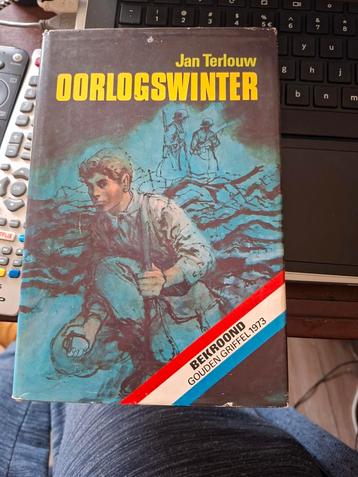 Jan Terlouw
OORLOGSWINTER
BEKROOND
GOUDEN GRIFFEL 1973